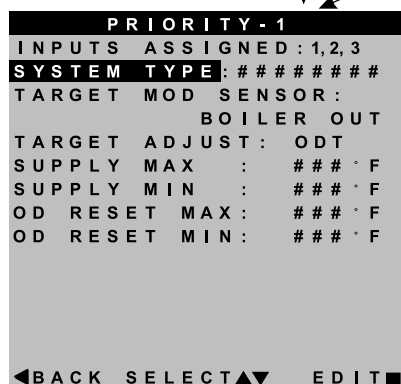 PRIORITY-1
INPUTS ASSIGNED:1,2,3
SYSTEM TYPE:########
TARGET MOD SENSOR:
BOILER OUT
TARGET ADJUST: ODT
SUPPLY MAX : ###°F
SUPPLY MIN : ###°F
OD RESET MAX: ###°F
OD RESET MIN: ###°F
◀BACK SELECT▲▼ EDIT■